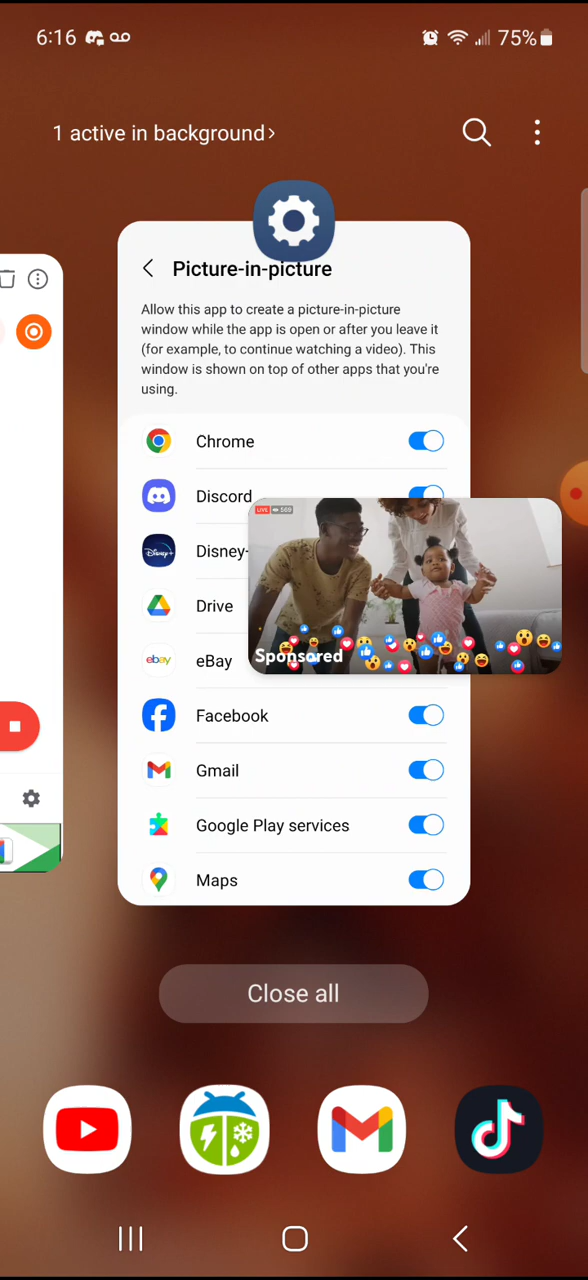 6:16
75%
1 active in background>
Picture-in-picture
Allow this app to create a picture-in-picture
window while the app is open or after you leave it
(for example, to continue watching a video). This
window is shown on top of other apps that you're
using.
Chrome
Discord
LIVE 569
Disney+
Disney
Sponsored
Drive
ebay
eBay
Facebook
Gmail
Google Play services
Maps
Close all